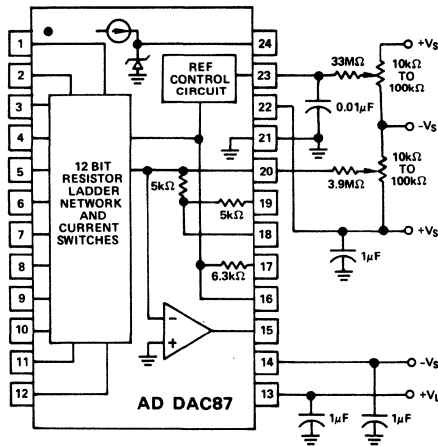 1
2
3
4
5
6
7
8
9
10
11
12
24
23
22
21
20
19
18
17
16
15
14
13
REF
CONTROL
CIRCUIT
12 BIT
RESISTOR
LADDER
NETWORK
AND
CURRENT
SWITCHES
5kΩ
5kΩ
6.3kΩ
−
+
AD DAC87
33MΩ
0.01μF
3.9MΩ
1μF
+VS
10kΩ
TO
100kΩ
−VS
10kΩ
TO
100kΩ
+VS
−VS
+VL
1μF
1μF